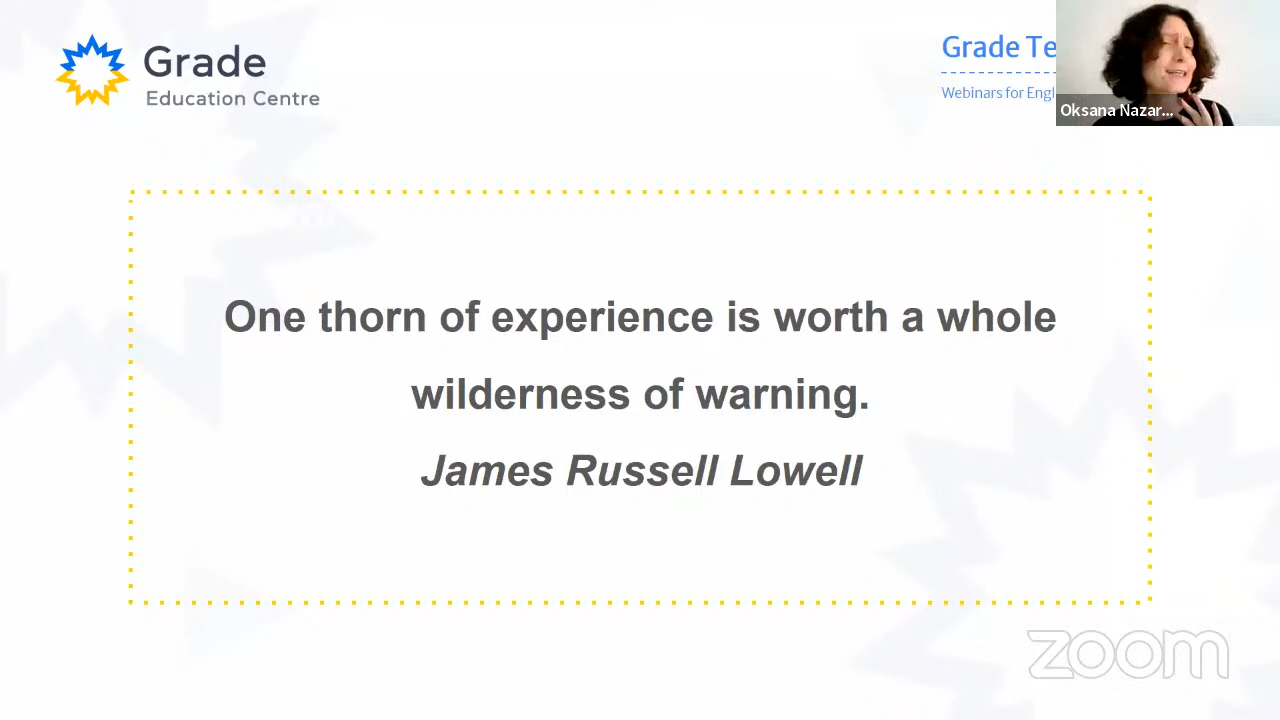 Grade
Education Centre
Grade Te
Webinars for Engl
Oksana Nazar...
One thorn of experience is worth a whole
wilderness of warning.
James Russell Lowell
zoom